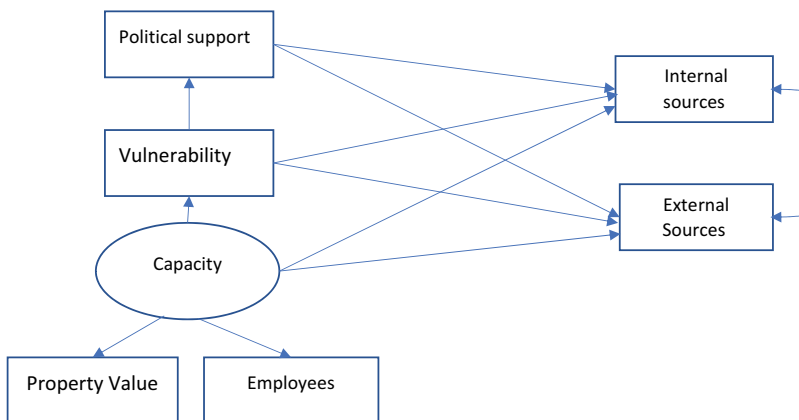 Political support
Internal
sources
Vulnerability
External
Sources
Capacity
Property Value
Employees